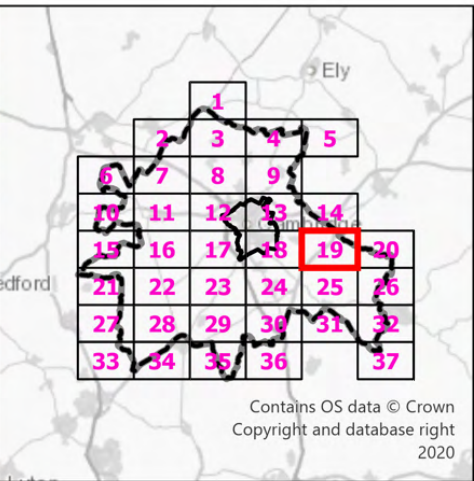 Ely
1
2 3 4 5
6 7 8 9
10 11 12 13 14
Cambridge
15 16 17 18 19 20
edford
21 22 23 24 25 26
27 28 29 30 31 32
33 34 35 36 37
Contains OS data © Crown
Copyright and database right
2020